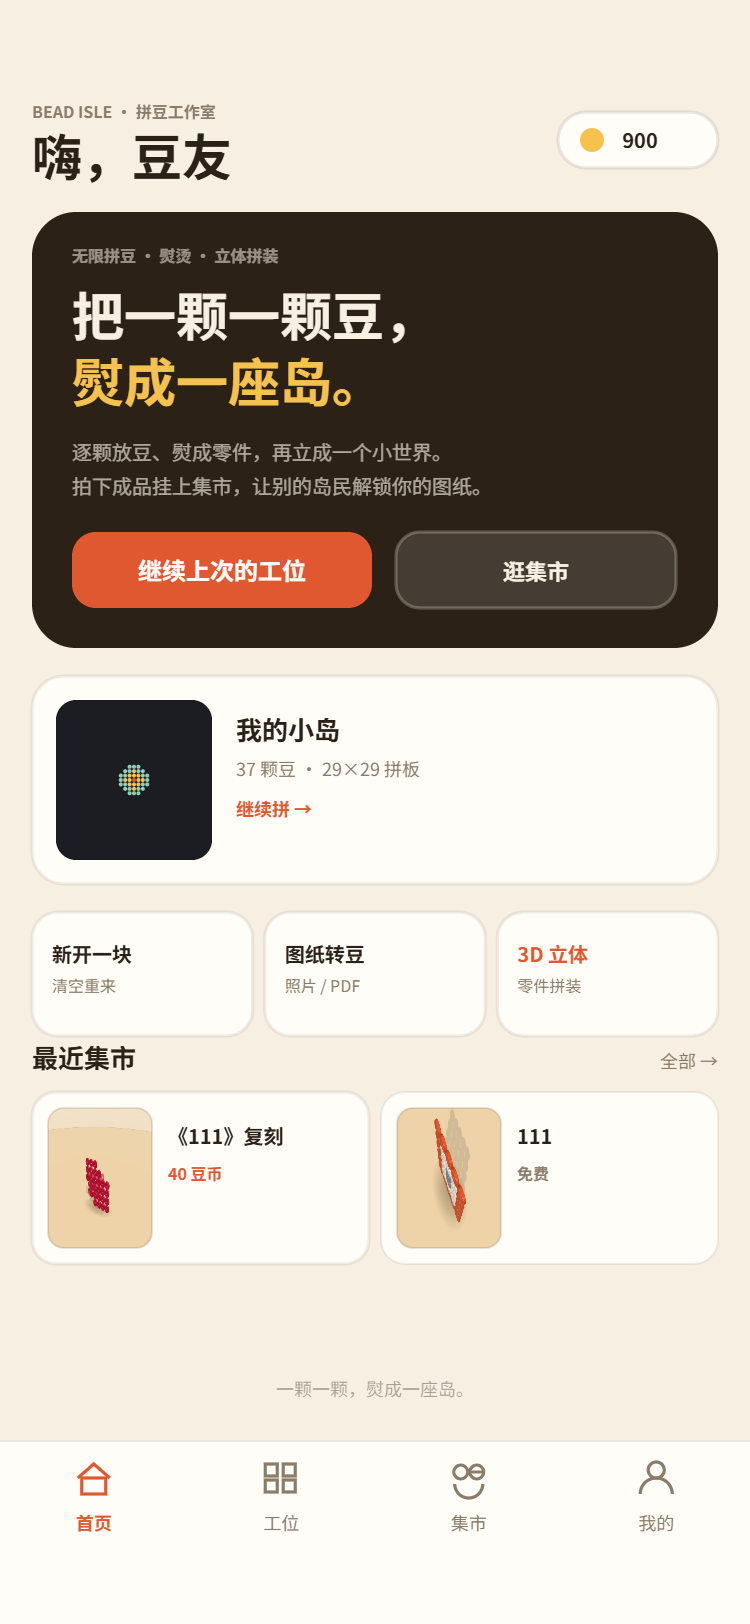 BEAD ISLE • 拼豆工作室
嗨，豆友
900
无限拼豆 • 熨烫 • 立体拼装
把一颗一颗豆，
熨成一座岛。
逐颗放豆、熨成零件，再立成一个小世界。
拍下成品挂上集市，让别的岛民解锁你的图纸。
继续上次的工位
逛集市
我的小岛
37 颗豆 • 29×29 拼板
继续拼 →
新开一块
清空重来
图纸转豆
照片 / PDF
3D 立体
零件拼装
最近集市
全部 →
《111》复刻
40 豆币
111
免费
一颗一颗，熨成一座岛。
首页
工位
集市
我的